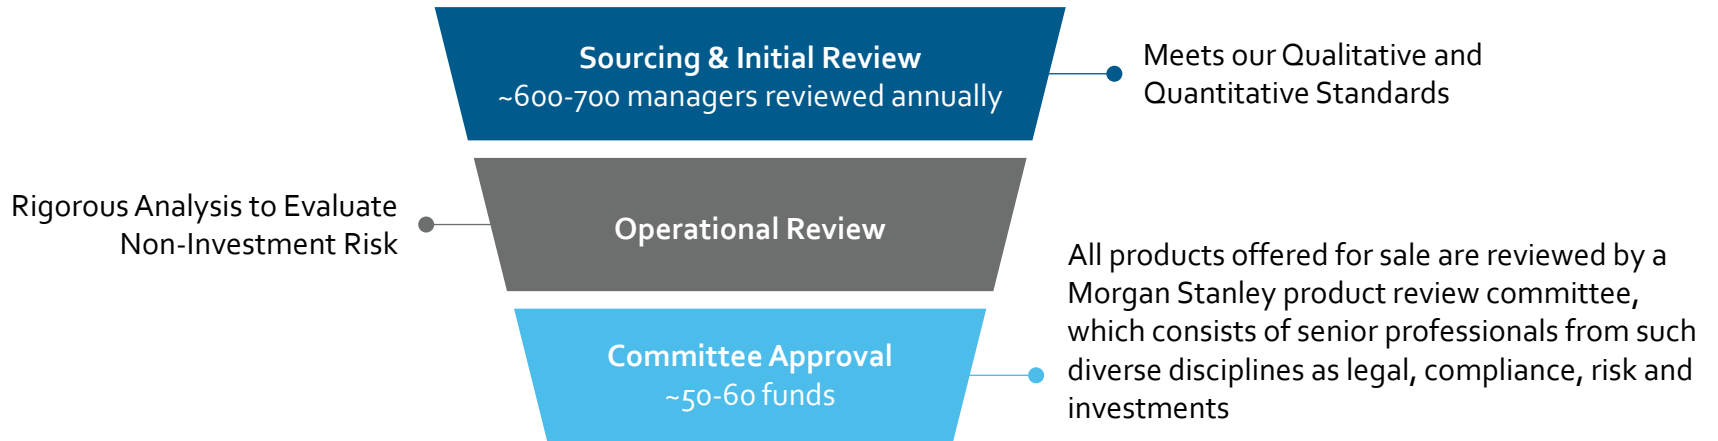 Sourcing & Initial Review
~600-700 managers reviewed annually
Meets our Qualitative and
Quantitative Standards
Rigorous Analysis to Evaluate
Non-Investment Risk
Operational Review
Committee Approval
~50-60 funds
All products offered for sale are reviewed by a
Morgan Stanley product review committee,
which consists of senior professionals from such
diverse disciplines as legal, compliance, risk and
investments